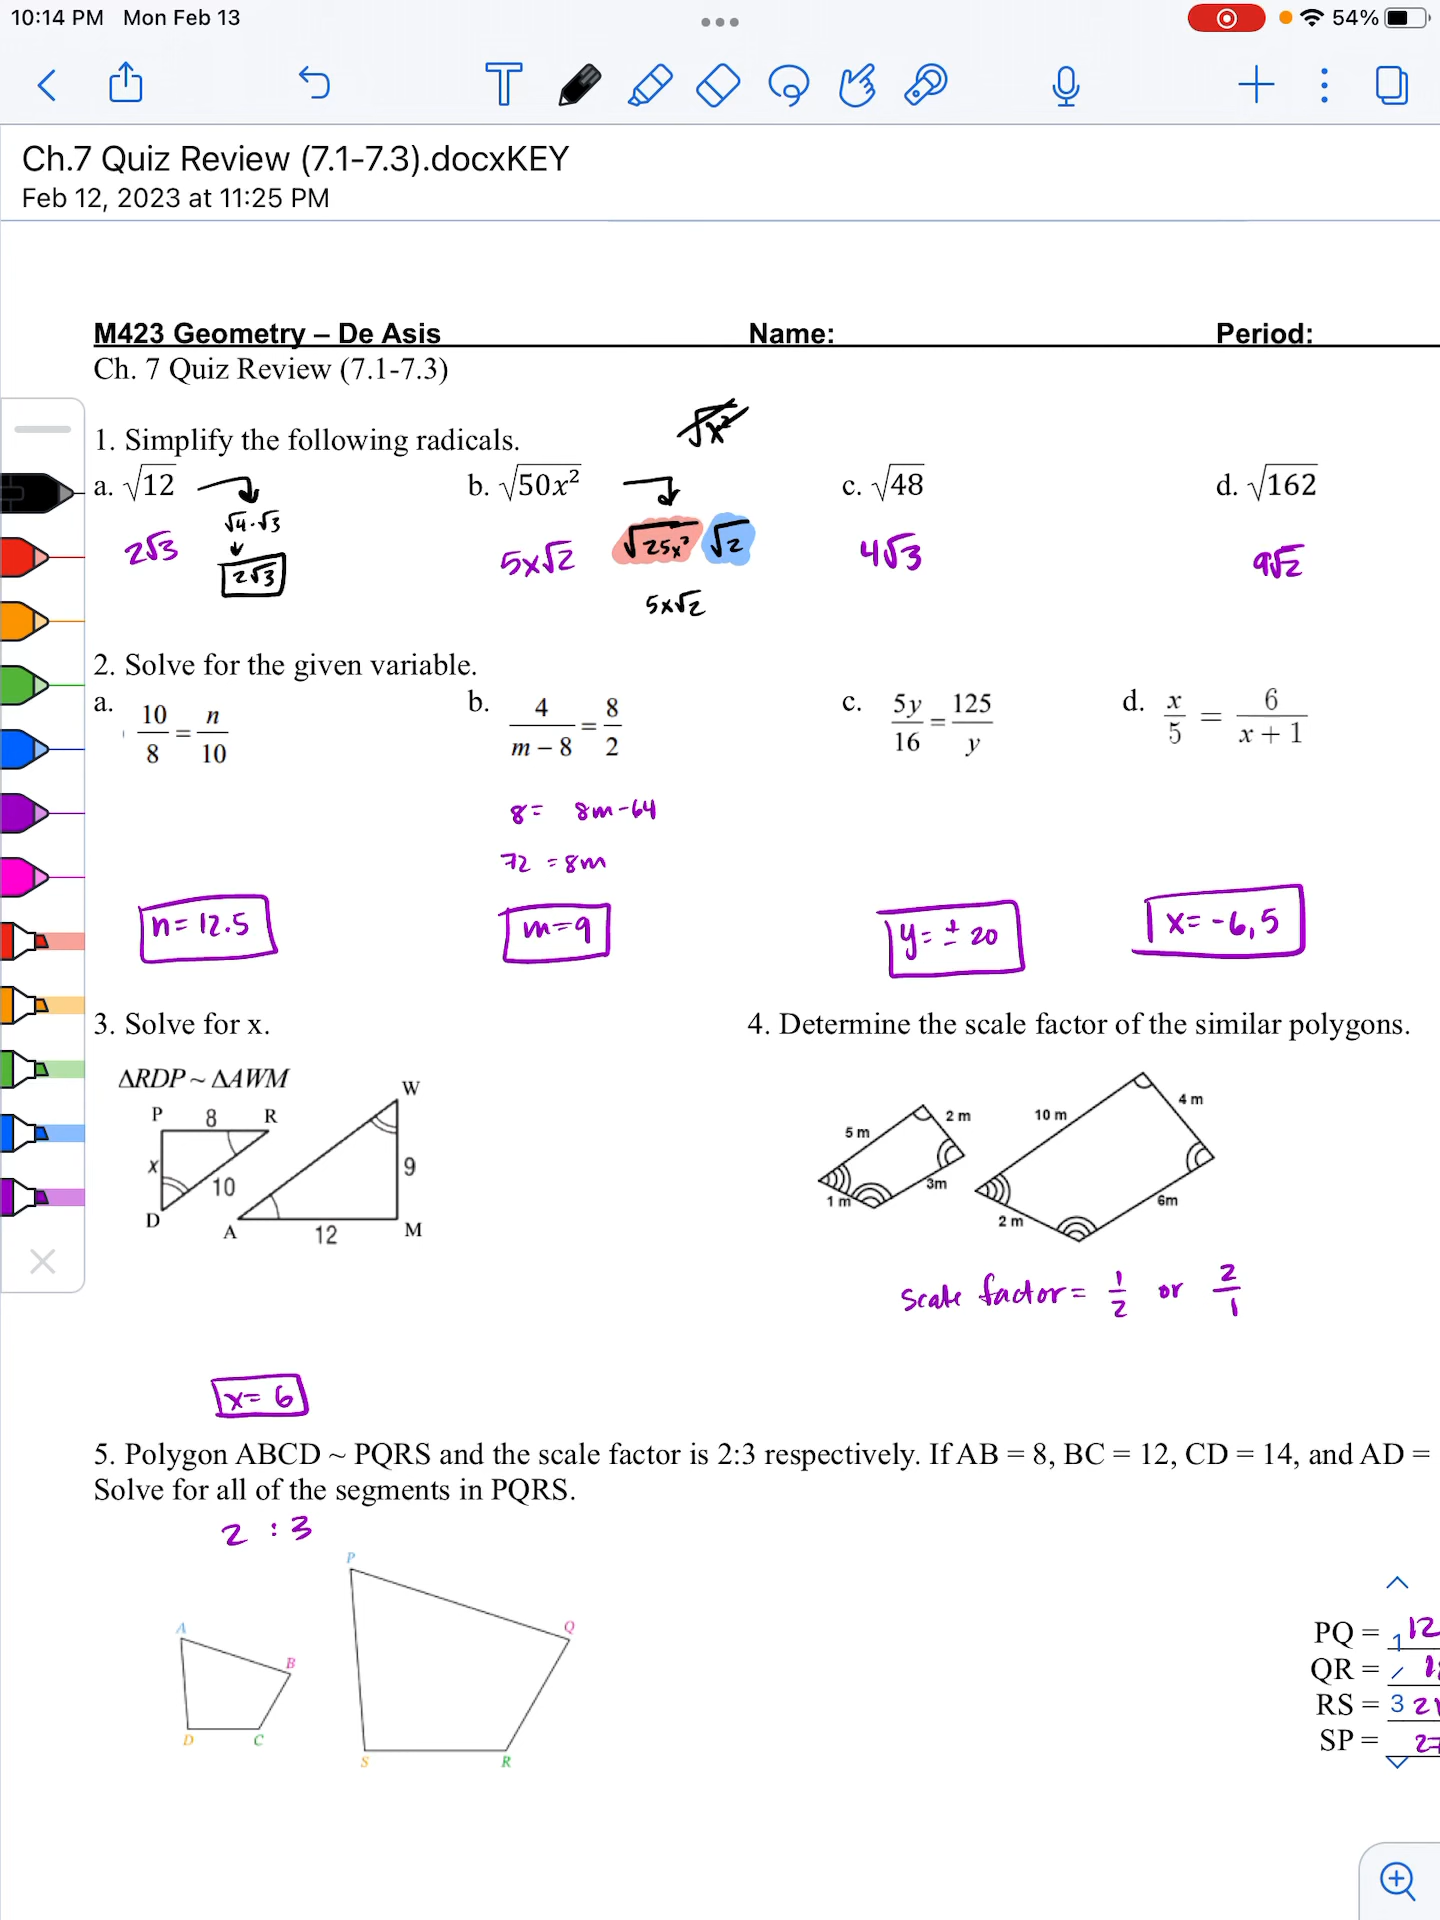 10:14 PM Mon Feb 13 54%
T
Ch.7 Quiz Review (7.1-7.3).docxKEY
Feb 12, 2023 at 11:25 PM
M423 Geometry – De Asis Name: Period:
Ch. 7 Quiz Review (7.1-7.3)
√x²
1. Simplify the following radicals.
a. √12 b. √50x² c. √48 d. √162
√4·√3
2√3 5x√2 √25x² √2 4√3 9√2
2√3
5x√2
2. Solve for the given variable.
a. 10/8 = n/10 b. 4/(m – 8) = 8/2 c. 5y/16 = 125/y d. x/5 = 6/(x + 1)
8 = 8m-64
72 = 8m
n = 12.5 m=9 y= ± 20 x= -6, 5
3. Solve for x. 4. Determine the scale factor of the similar polygons.
ΔRDP ~ ΔAWM
P 8 R W
x 10 9
D A 12 M
5 m 2 m 10 m 4 m
1 m 3m 2 m 6m
Scale factor = 1/2 or 2/1
x= 6
5. Polygon ABCD ~ PQRS and the scale factor is 2:3 respectively. If AB = 8, BC = 12, CD = 14, and AD =
Solve for all of the segments in PQRS.
2 : 3
P
A Q
B
D C
S R
PQ = 1 12
QR =
RS = 3 21
SP =